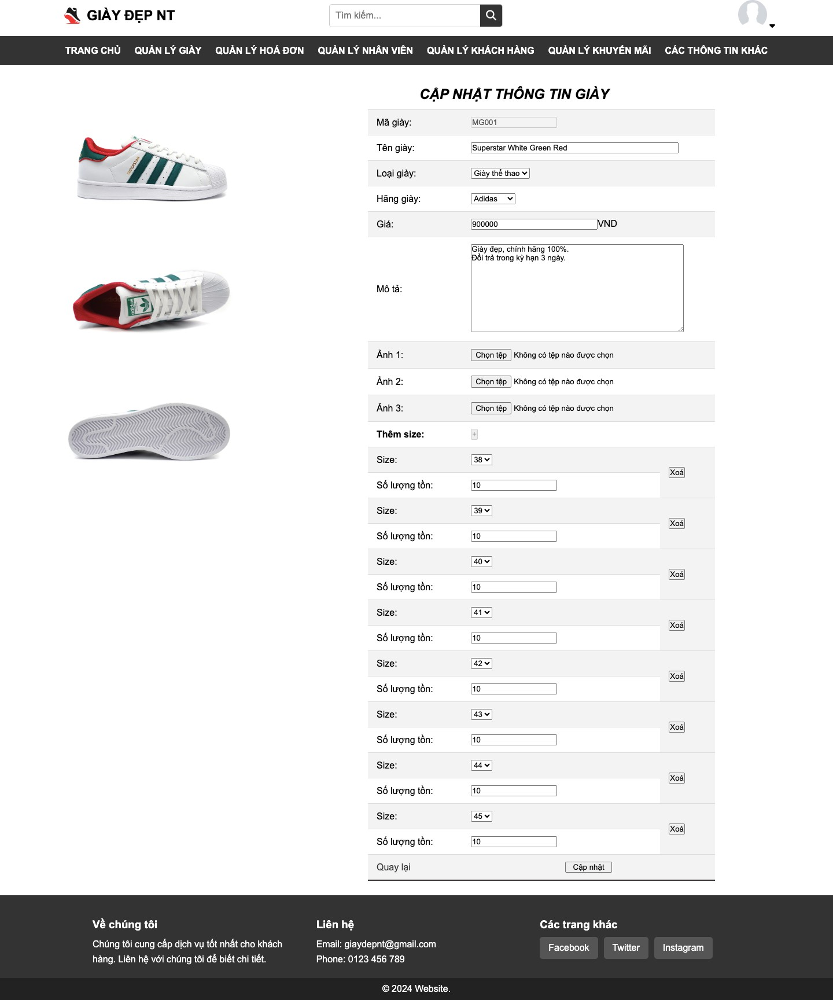 GIÀY ĐẸP NT
Tìm kiếm...
TRANG CHỦ QUẢN LÝ GIÀY QUẢN LÝ HOÁ ĐƠN QUẢN LÝ NHÂN VIÊN QUẢN LÝ KHÁCH HÀNG QUẢN LÝ KHUYẾN MÃI CÁC THÔNG TIN KHÁC
CẬP NHẬT THÔNG TIN GIÀY
Mã giày: MG001
Tên giày: Superstar White Green Red
Loại giày: Giày thể thao
Hãng giày: Adidas
Giá: 900000 VND
Mô tả:
Giày đẹp, chính hãng 100%.
Đổi trả trong kỳ hạn 3 ngày.
Ảnh 1: Chọn tệp Không có tệp nào được chọn
Ảnh 2: Chọn tệp Không có tệp nào được chọn
Ảnh 3: Chọn tệp Không có tệp nào được chọn
Thêm size: +
Size: 38
Xoá
Số lượng tồn: 10
Size: 39
Xoá
Số lượng tồn: 10
Size: 40
Xoá
Số lượng tồn: 10
Size: 41
Xoá
Số lượng tồn: 10
Size: 42
Xoá
Số lượng tồn: 10
Size: 43
Xoá
Số lượng tồn: 10
Size: 44
Xoá
Số lượng tồn: 10
Size: 45
Xoá
Số lượng tồn: 10
Quay lại Cập nhật
SUPERSTAR
adidas
Về chúng tôi
Chúng tôi cung cấp dịch vụ tốt nhất cho khách
hàng. Liên hệ với chúng tôi để biết chi tiết.
Liên hệ
Email: giaydepnt@gmail.com
Phone: 0123 456 789
Các trang khác
Facebook Twitter Instagram
© 2024 Website.